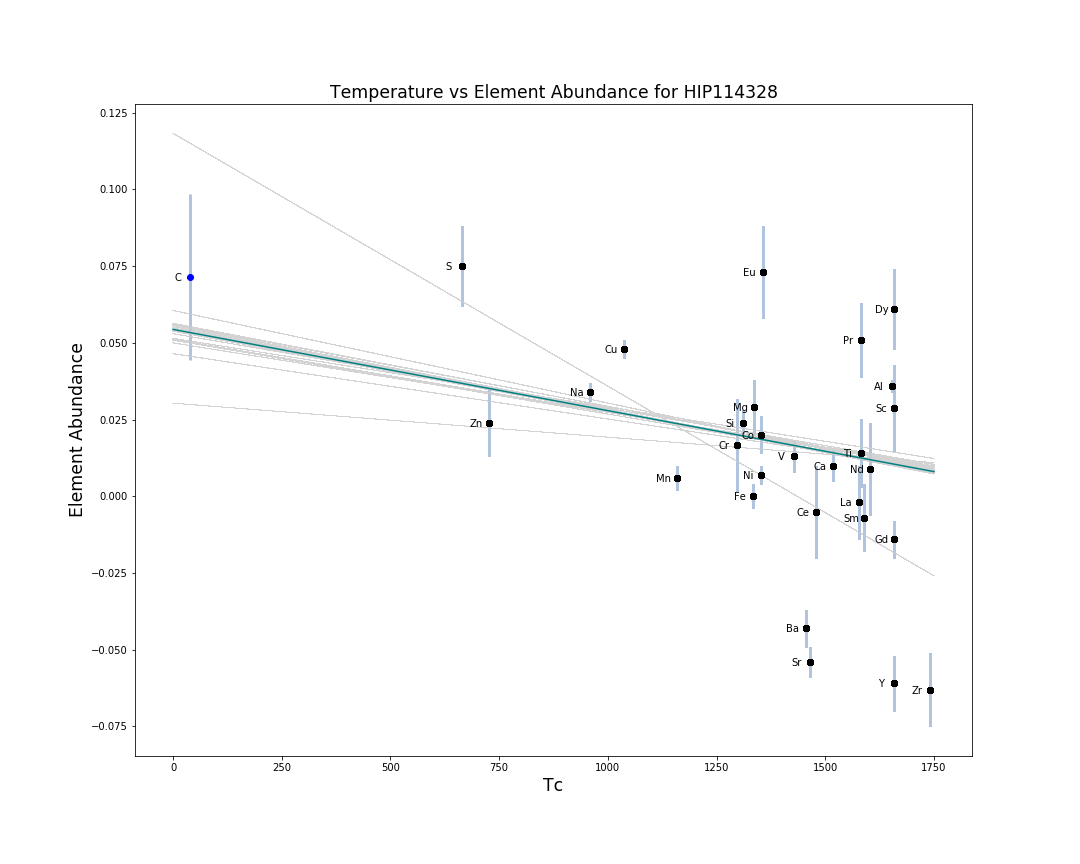 Temperature vs Element Abundance for HIP114328
0.125
0.100
0.075
0.050
0.025
0.000
−0.025
−0.050
−0.075
Element Abundance
C
S
Eu
Dy
Pr
Cu
Al
Na
Mg
Sc
Zn
Si
Co
Cr
Ti
V
Ca
Nd
Mn
Ni
Fe
La
Ce
Sm
Gd
Ba
Sr
Y
Zr
0 250 500 750 1000 1250 1500 1750
Tc